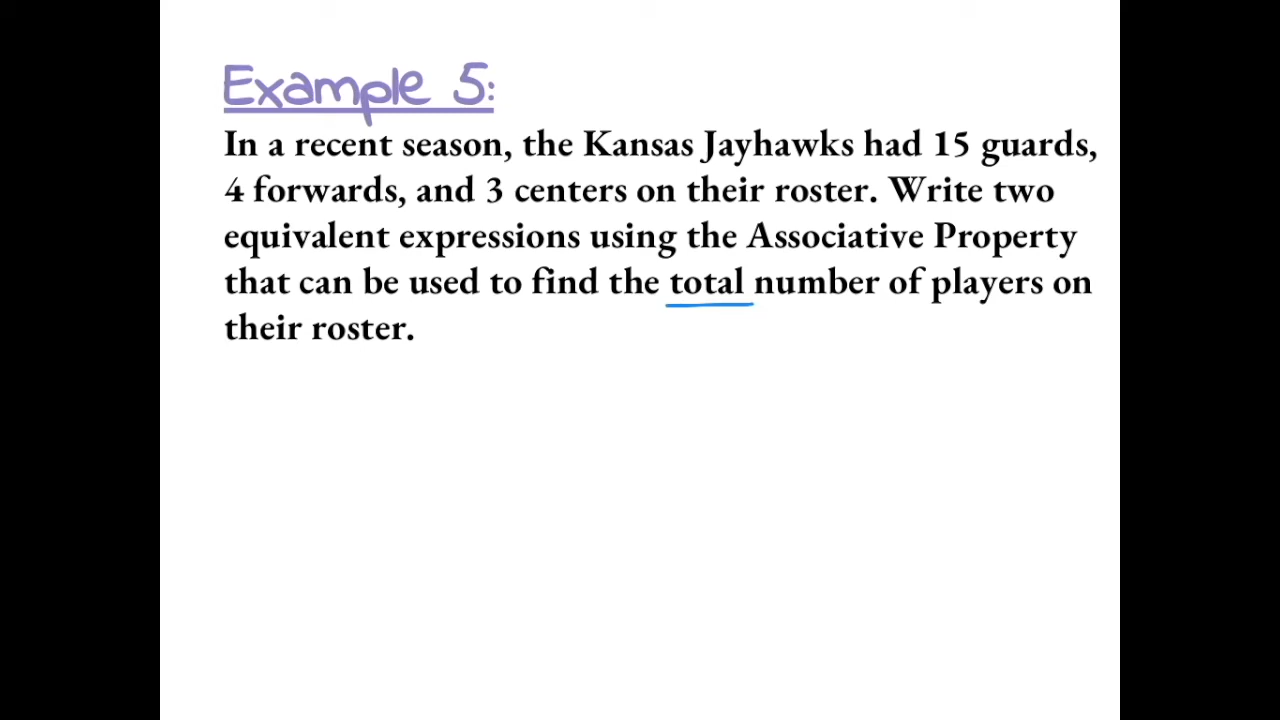 Example 5:
In a recent season, the Kansas Jayhawks had 15 guards,
4 forwards, and 3 centers on their roster. Write two
equivalent expressions using the Associative Property
that can be used to find the total number of players on
their roster.